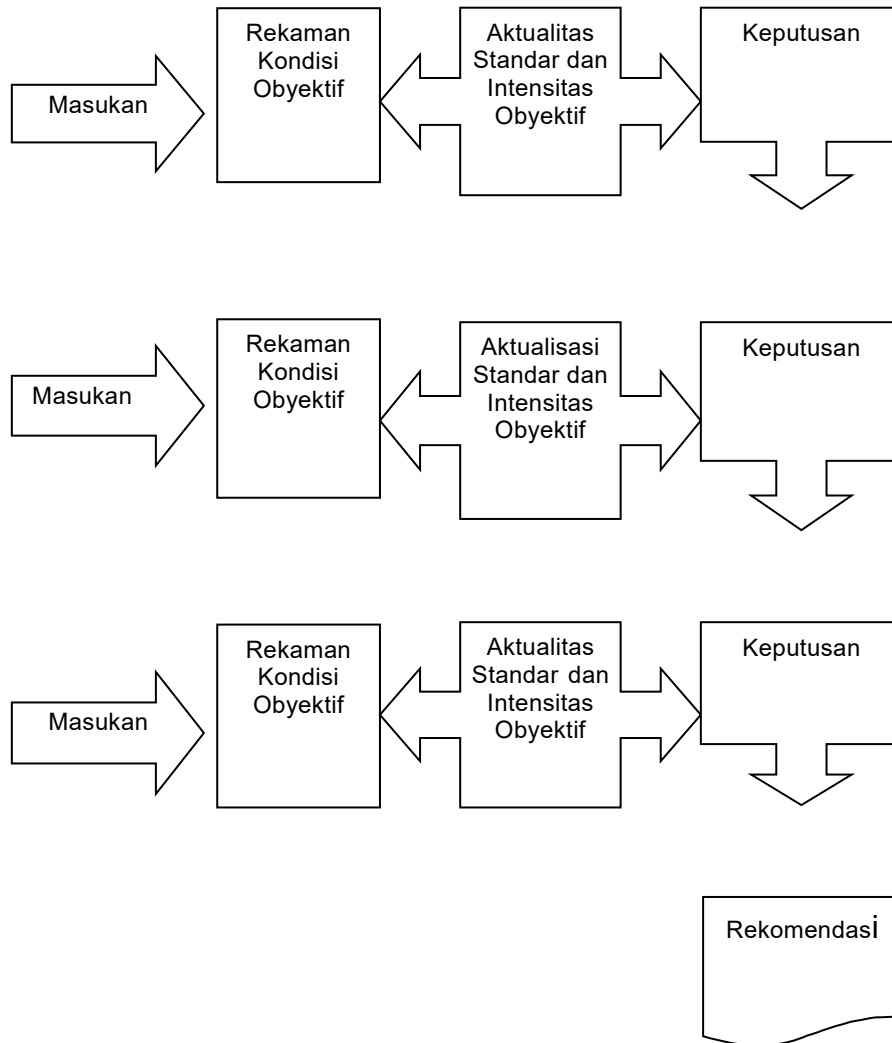 Masukan
Rekaman
Kondisi
Obyektif
Aktualitas
Standar dan
Intensitas
Obyektif
Keputusan
Masukan
Rekaman
Kondisi
Obyektif
Aktualisasi
Standar dan
Intensitas
Obyektif
Keputusan
Masukan
Rekaman
Kondisi
Obyektif
Aktualitas
Standar dan
Intensitas
Obyektif
Keputusan
Rekomendasi